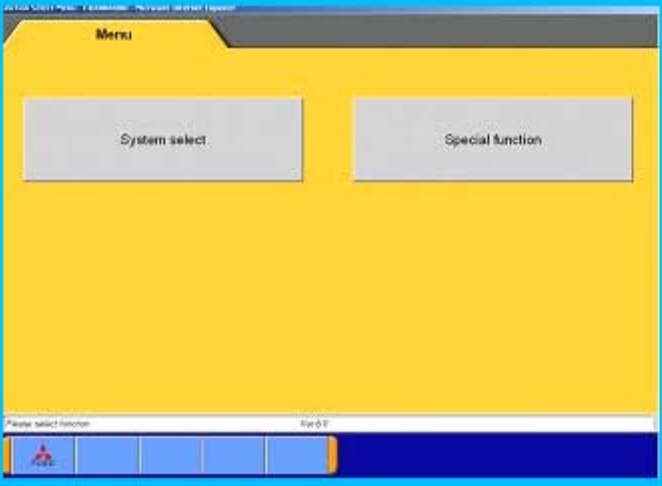 Menu
System select
Special function
Please select function